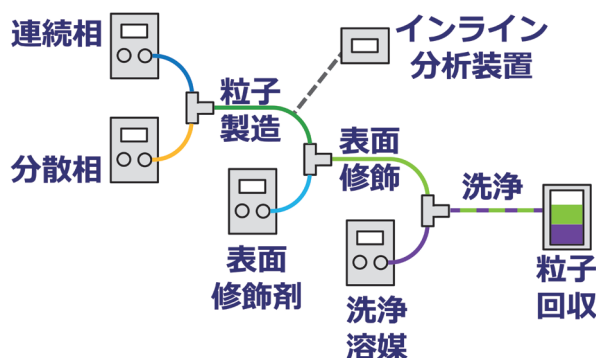 連続相
インライン
分析装置
粒子
製造
分散相
表面
修飾
洗浄
表面
修飾剤
洗浄
溶媒
粒子
回収